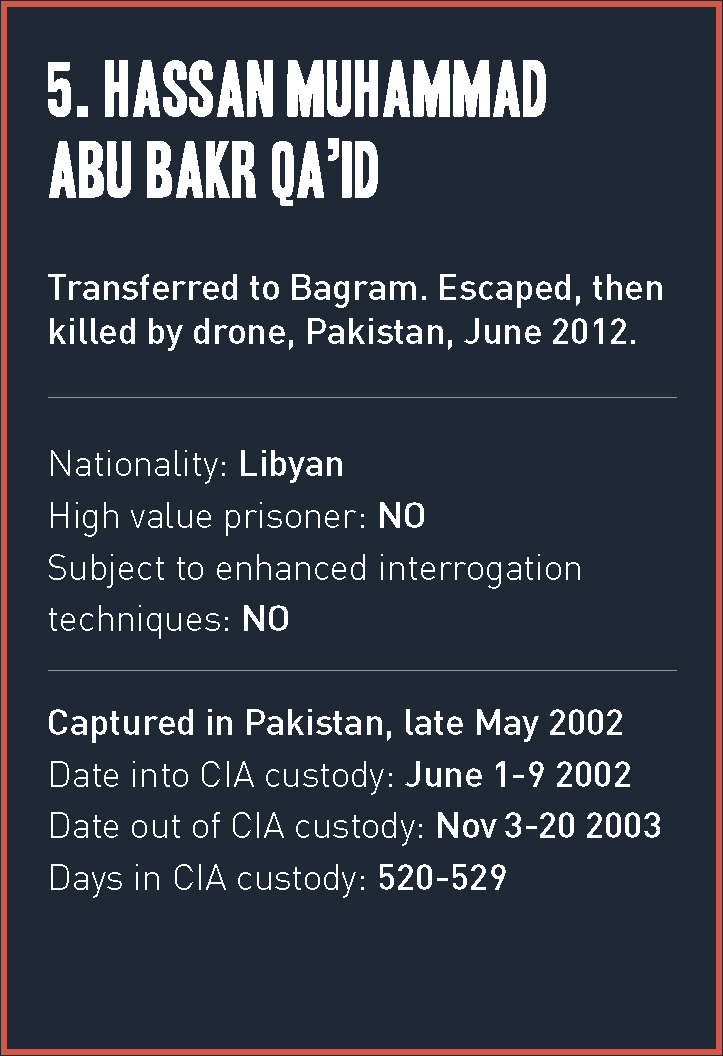 5. HASSAN MUHAMMAD
ABU BAKR QA’ID
Transferred to Bagram. Escaped, then
killed by drone, Pakistan, June 2012.
Nationality: Libyan
High value prisoner: NO
Subject to enhanced interrogation
techniques: NO
Captured in Pakistan, late May 2002
Date into CIA custody: June 1-9 2002
Date out of CIA custody: Nov 3-20 2003
Days in CIA custody: 520-529